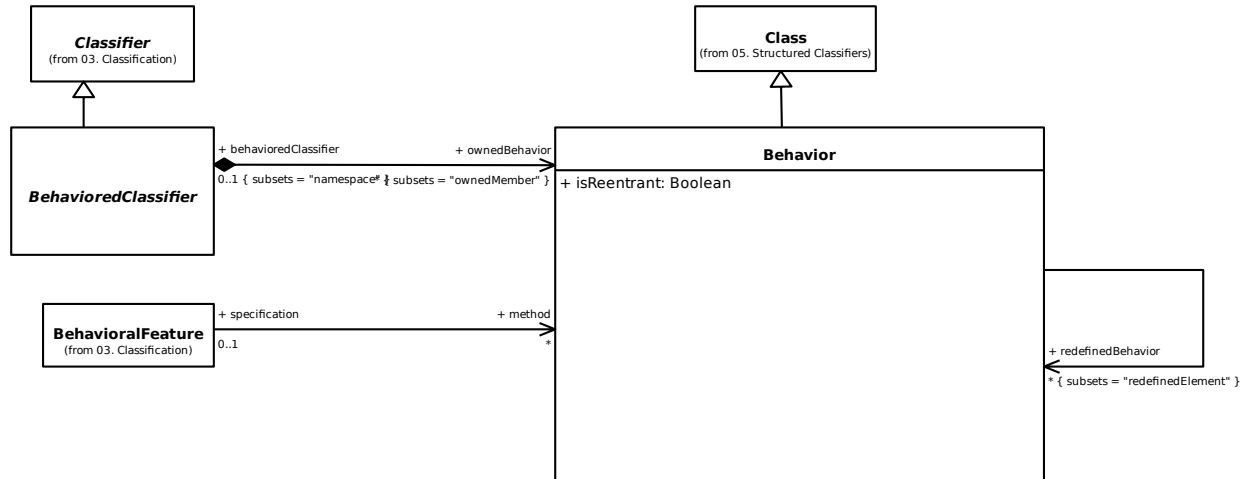 Classifier
(from 03. Classification)
Class
(from 05. Structured Classifiers)
+ behavioredClassifier
+ ownedBehavior
0..1 { subsets = "namespace" }
* { subsets = "ownedMember" }
BehavioredClassifier
Behavior
+ isReentrant: Boolean
BehavioralFeature
(from 03. Classification)
+ specification
+ method
0..1
*
+ redefinedBehavior
* { subsets = "redefinedElement" }